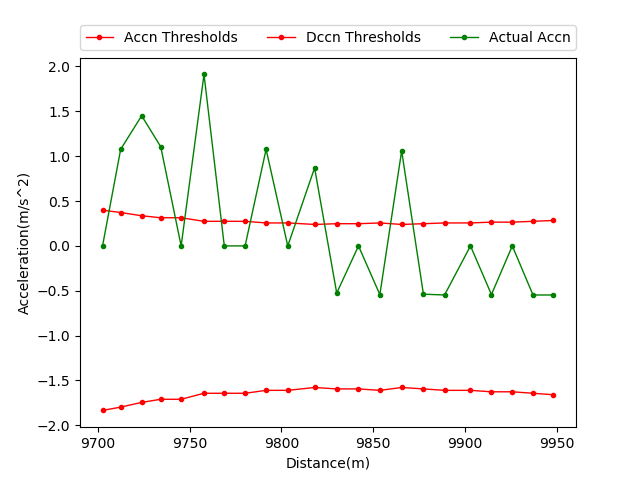 Accn Thresholds Dccn Thresholds Actual Accn
2.0
1.5
1.0
0.5
0.0
−0.5
−1.0
−1.5
−2.0
Acceleration(m/s^2)
9700 9750 9800 9850 9900 9950
Distance(m)